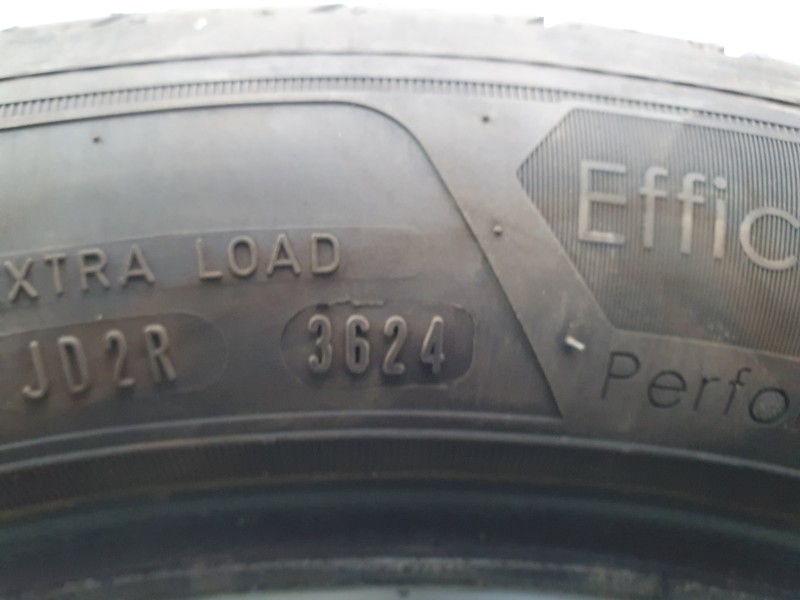 XTRA LOAD
JD2R 3624
Effic
Perfo